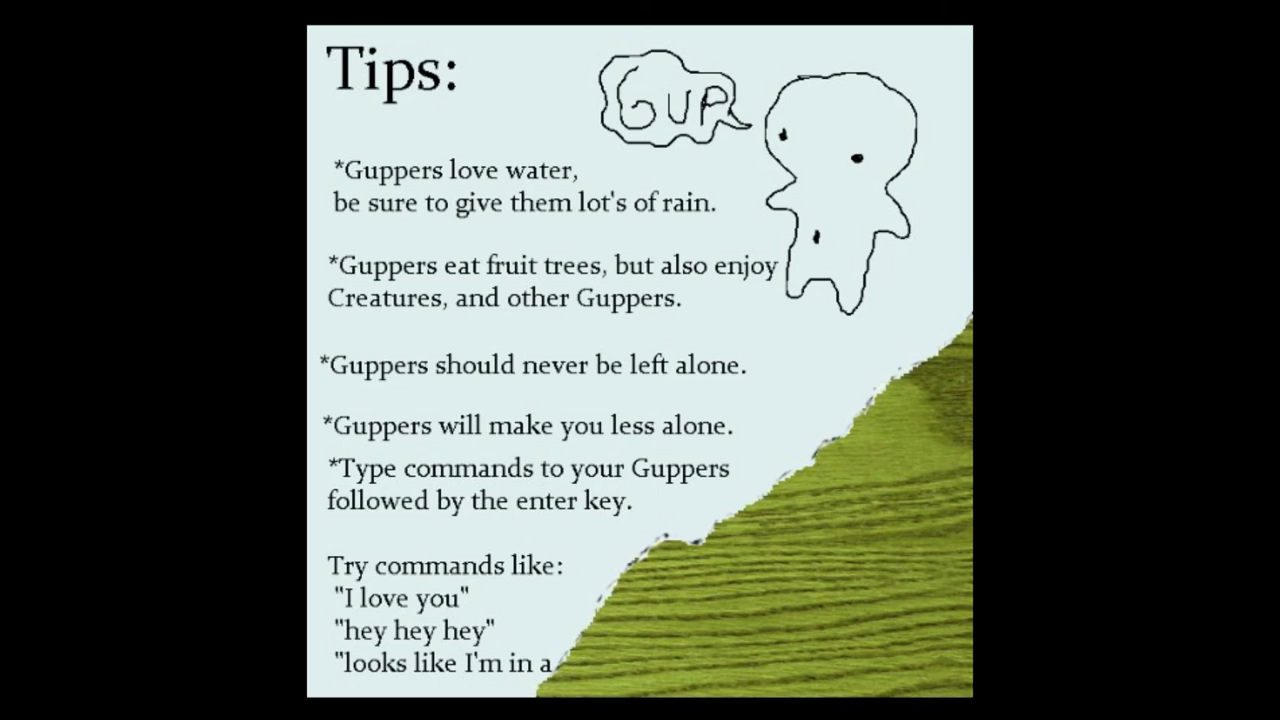 Tips:
GUP
*Guppers love water,
be sure to give them lot's of rain.
*Guppers eat fruit trees, but also enjoy
Creatures, and other Guppers.
*Guppers should never be left alone.
*Guppers will make you less alone.
*Type commands to your Guppers
followed by the enter key.
Try commands like:
"I love you"
"hey hey hey"
"looks like I'm in a